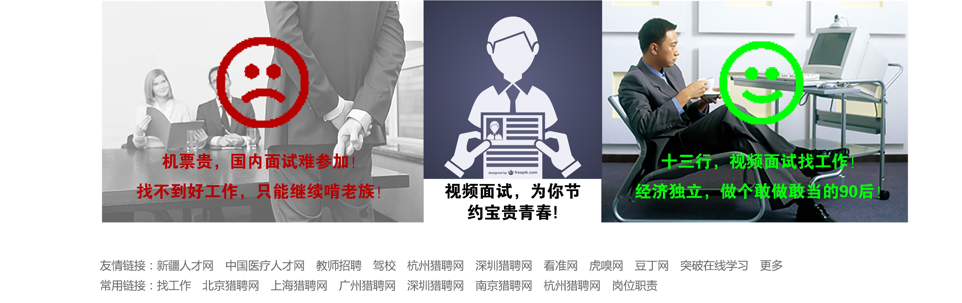 机票贵，国内面试难参加！
找不到好工作，只能继续啃老族！
designed by freepik.com
视频面试，为你节
约宝贵青春!
十三行，视频面试找工作！
经济独立，做个敢做敢当的90后！
友情链接：新疆人才网 中国医疗人才网 教师招聘 驾校 杭州猎聘网 深圳猎聘网 看准网 虎嗅网 豆丁网 突破在线学习 更多
常用链接：找工作 北京猎聘网 上海猎聘网 广州猎聘网 深圳猎聘网 南京猎聘网 杭州猎聘网 岗位职责